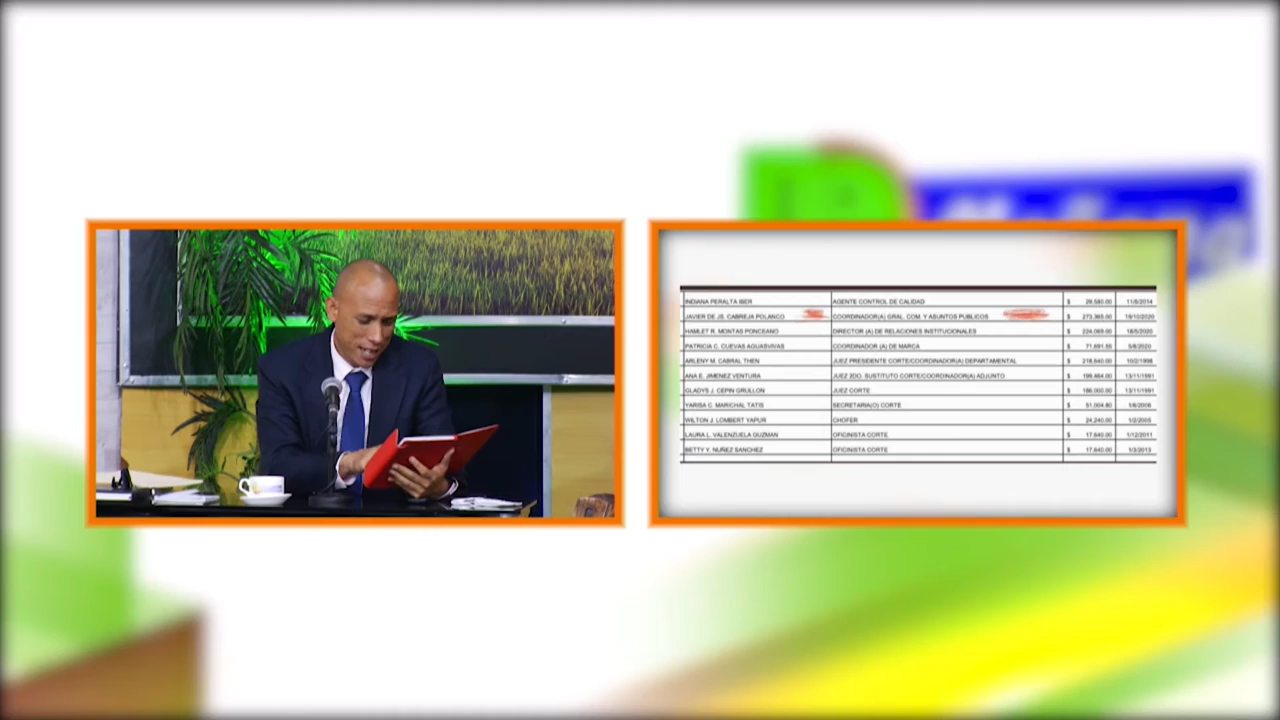 INDIANA PERALTA IBER AGENTE CONTROL DE CALIDAD $ 28,580.00 11/8/2014
JAVIER DE JS. CABREJA POLANCO COORDINADOR(A) GRAL. COM. Y ASUNTOS PUBLICOS $ 273,365.00 19/10/2020
HAMLET R. MONTAS PONCEANO DIRECTOR (A) DE RELACIONES INSTITUCIONALES $ 224,069.00 18/5/2020
PATRICIA C. CUEVAS AGUASVIVAS COORDINADOR (A) DE MARCA $ 71,691.55 5/8/2020
ARLENY M. CABRAL THEN JUEZ PRESIDENTE CORTE/COORDINADOR(A) DEPARTAMENTAL $ 218,640.00 10/2/1998
ANA E. JIMENEZ VENTURA JUEZ 2DO. SUSTITUTO CORTE/COORDINADOR(A) ADJUNTO $ 199,484.00 13/11/1991
GLADYS J. CEPIN GRULLON JUEZ CORTE $ 186,000.00 13/11/1991
YARISA C. MARICHAL TATIS SECRETARIA(O) CORTE $ 51,004.80 1/6/2006
WILTON J. LOMBERT YAPUR CHOFER $ 24,240.00 1/2/2005
LAURA L. VALENZUELA GUZMAN OFICINISTA CORTE $ 17,640.00 1/12/2011
BETTY Y. NUÑEZ SANCHEZ OFICINISTA CORTE $ 17,640.00 1/3/2013